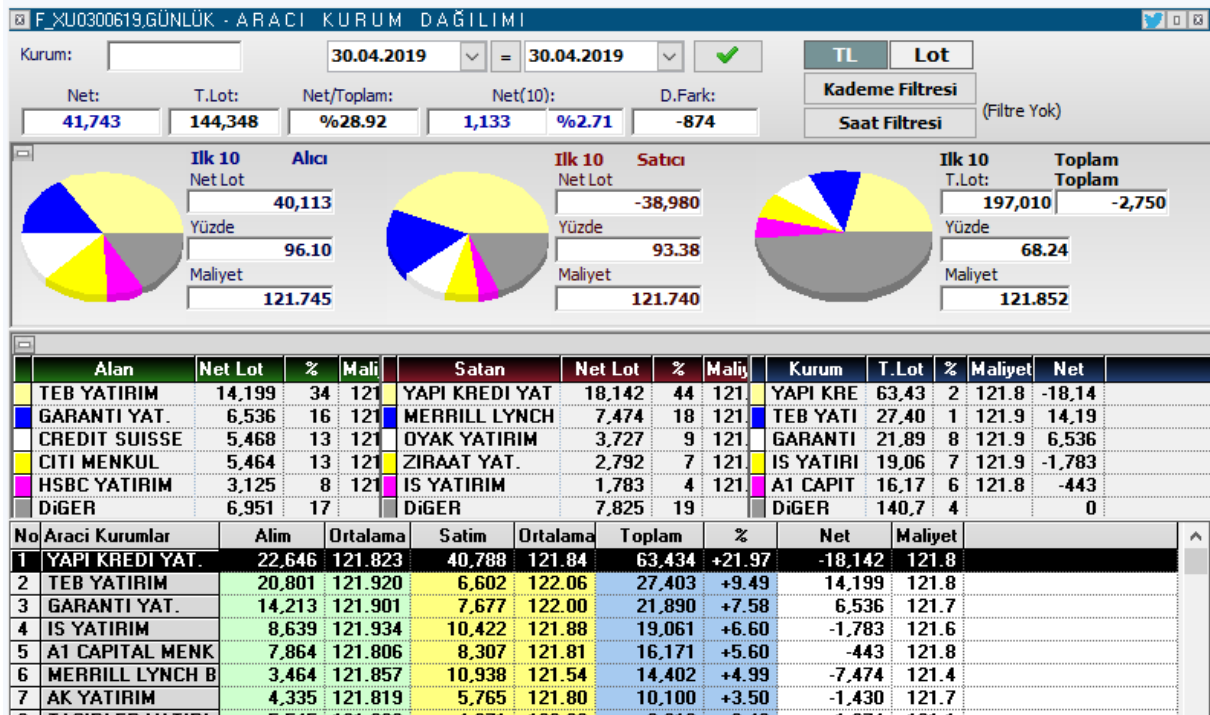 F_XU0300619,GÜNLÜK - ARACI KURUM DAĞILIMI
Kurum: 30.04.2019 = 30.04.2019 TL Lot
Kademe Filtresi
Net: T.Lot: Net/Toplam: Net(10): D.Fark:
41,743 144,348 %28.92 1,133 %2.71 -874
Saat Filtresi (Filtre Yok)
Ilk 10 Alıcı
Net Lot
40,113
Yüzde
96.10
Maliyet
121.745
Ilk 10 Satıcı
Net Lot
-38,980
Yüzde
93.38
Maliyet
121.740
Ilk 10 Toplam
T.Lot: Toplam
197,010 -2,750
Yüzde
68.24
Maliyet
121.852
Alan Net Lot % Mali Satan Net Lot % Maliy Kurum T.Lot % Maliyet Net
TEB YATIRIM 14,199 34 121 YAPI KREDI YAT 18,142 44 121. YAPI KRE 63,43 2 121.8 -18,14
GARANTI YAT. 6,536 16 121 MERRILL LYNCH 7,474 18 121. TEB YATI 27,40 1 121.9 14,19
CREDIT SUISSE 5,468 13 121 OYAK YATIRIM 3,727 9 121. GARANTI 21,89 8 121.9 6,536
CITI MENKUL 5,464 13 121 ZIRAAT YAT. 2,792 7 121. IS YATIRI 19,06 7 121.9 -1,783
HSBC YATIRIM 3,125 8 121 IS YATIRIM 1,783 4 121. A1 CAPIT 16,17 6 121.8 -443
DiGER 6,951 17 DiGER 7,825 19 DiGER 140,7 4 0
No Araci Kurumlar Alim Ortalama Satim Ortalama Toplam % Net Maliyet
1 YAPI KREDI YAT. 22,646 121.823 40,788 121.84 63,434 +21.97 -18,142 121.8
2 TEB YATIRIM 20,801 121.920 6,602 122.06 27,403 +9.49 14,199 121.8
3 GARANTI YAT. 14,213 121.901 7,677 122.00 21,890 +7.58 6,536 121.7
4 IS YATIRIM 8,639 121.934 10,422 121.88 19,061 +6.60 -1,783 121.6
5 A1 CAPITAL MENK 7,864 121.806 8,307 121.81 16,171 +5.60 -443 121.8
6 MERRILL LYNCH B 3,464 121.857 10,938 121.54 14,402 +4.99 -7,474 121.4
7 AK YATIRIM 4,335 121.819 5,765 121.80 10,100 +3.50 -1,430 121.7